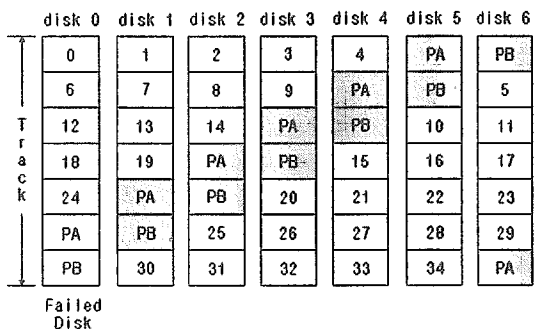 disk 0 disk 1 disk 2 disk 3 disk 4 disk 5 disk 6
0 1 2 3 4 PA PB
6 7 8 9 PA PB 5
12 13 14 PA PB 10 11
18 19 PA PB 15 16 17
24 PA PB 20 21 22 23
PA PB 25 26 27 28 29
PB 30 31 32 33 34 PA
Track
Failed
Disk